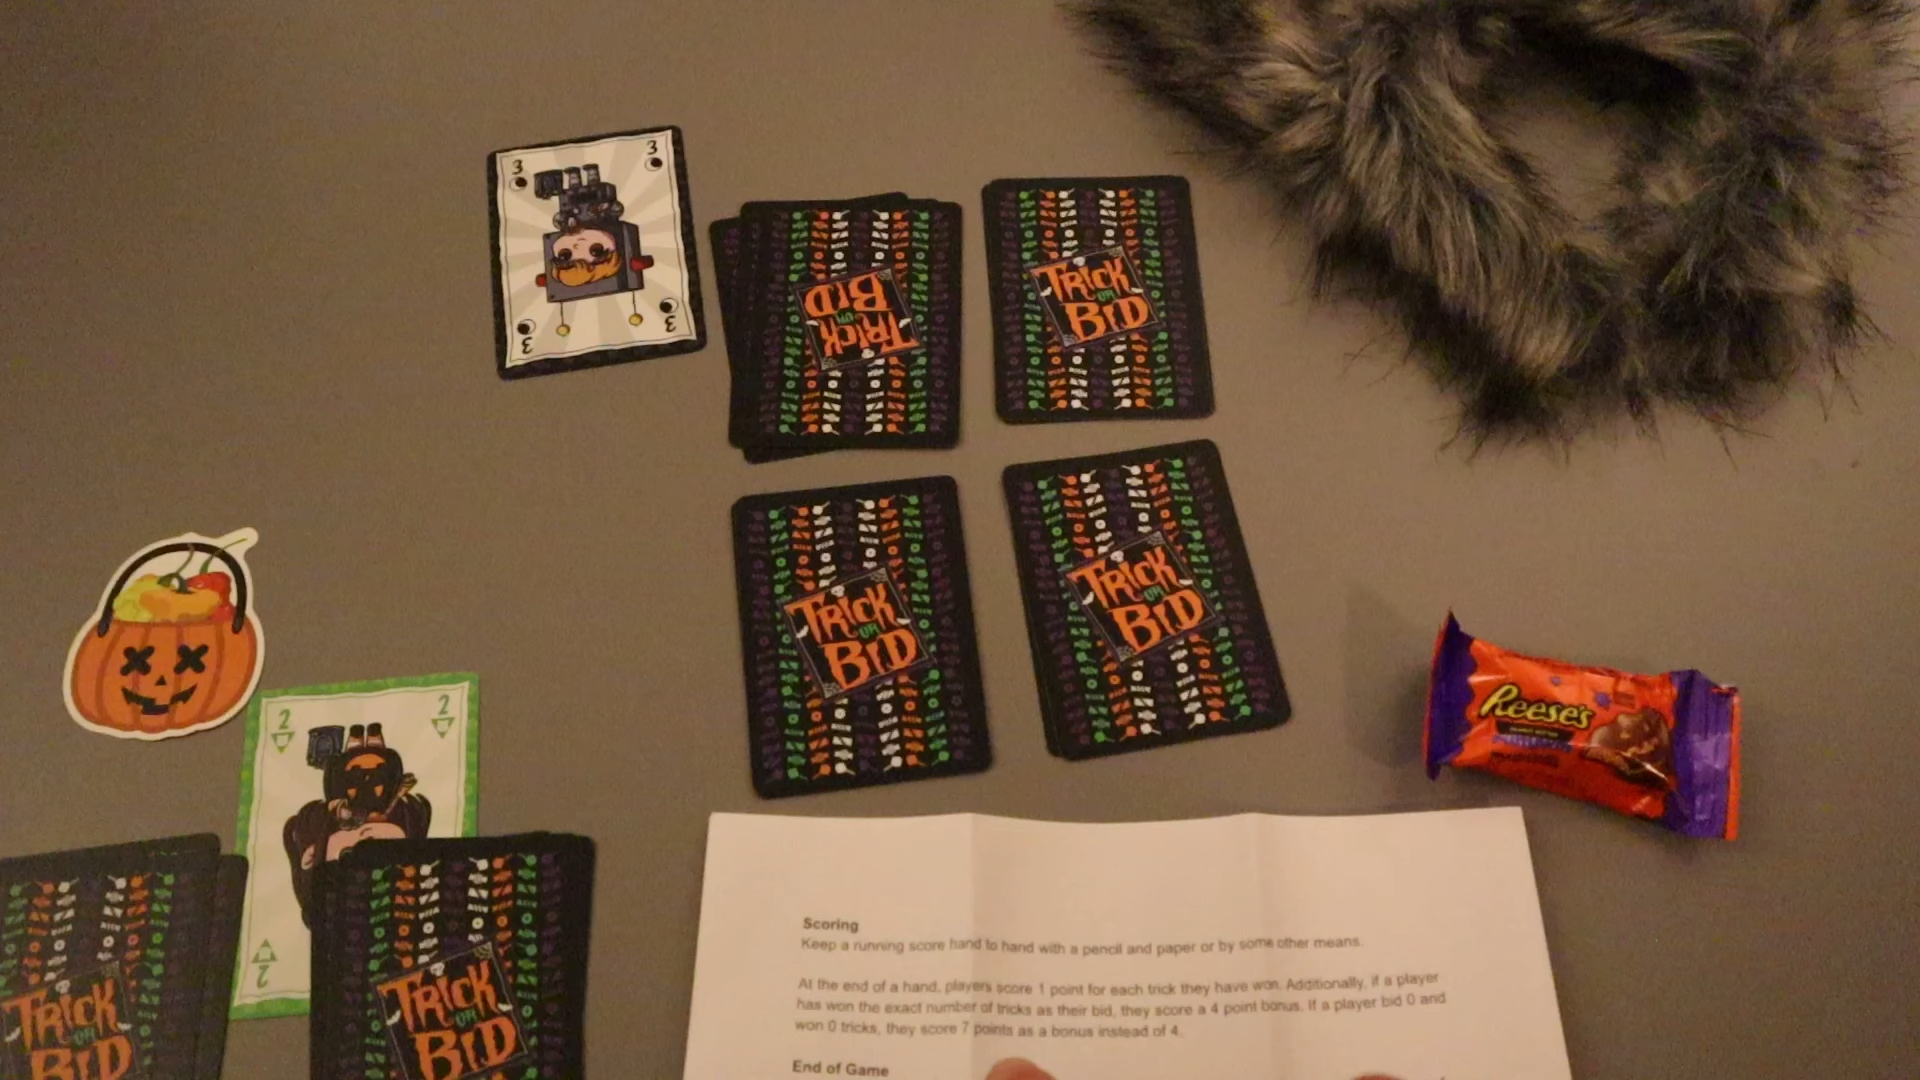 3
3
3
3
TRICK
OR
BID
TRICK
OR
BID
TRICK
OR
BID
TRICK
OR
BID
2
2
2
Reese's
TRICK
OR
BID
TRICK
OR
BID
Scoring
Keep a running score hand to hand with a pencil and paper or by some other means.
At the end of a hand, players score 1 point for each trick they have won. Additionally, if a player
has won the exact number of tricks as their bid, they score a 4 point bonus. If a player bid 0 and
won 0 tricks, they score 7 points as a bonus instead of 4.
End of Game